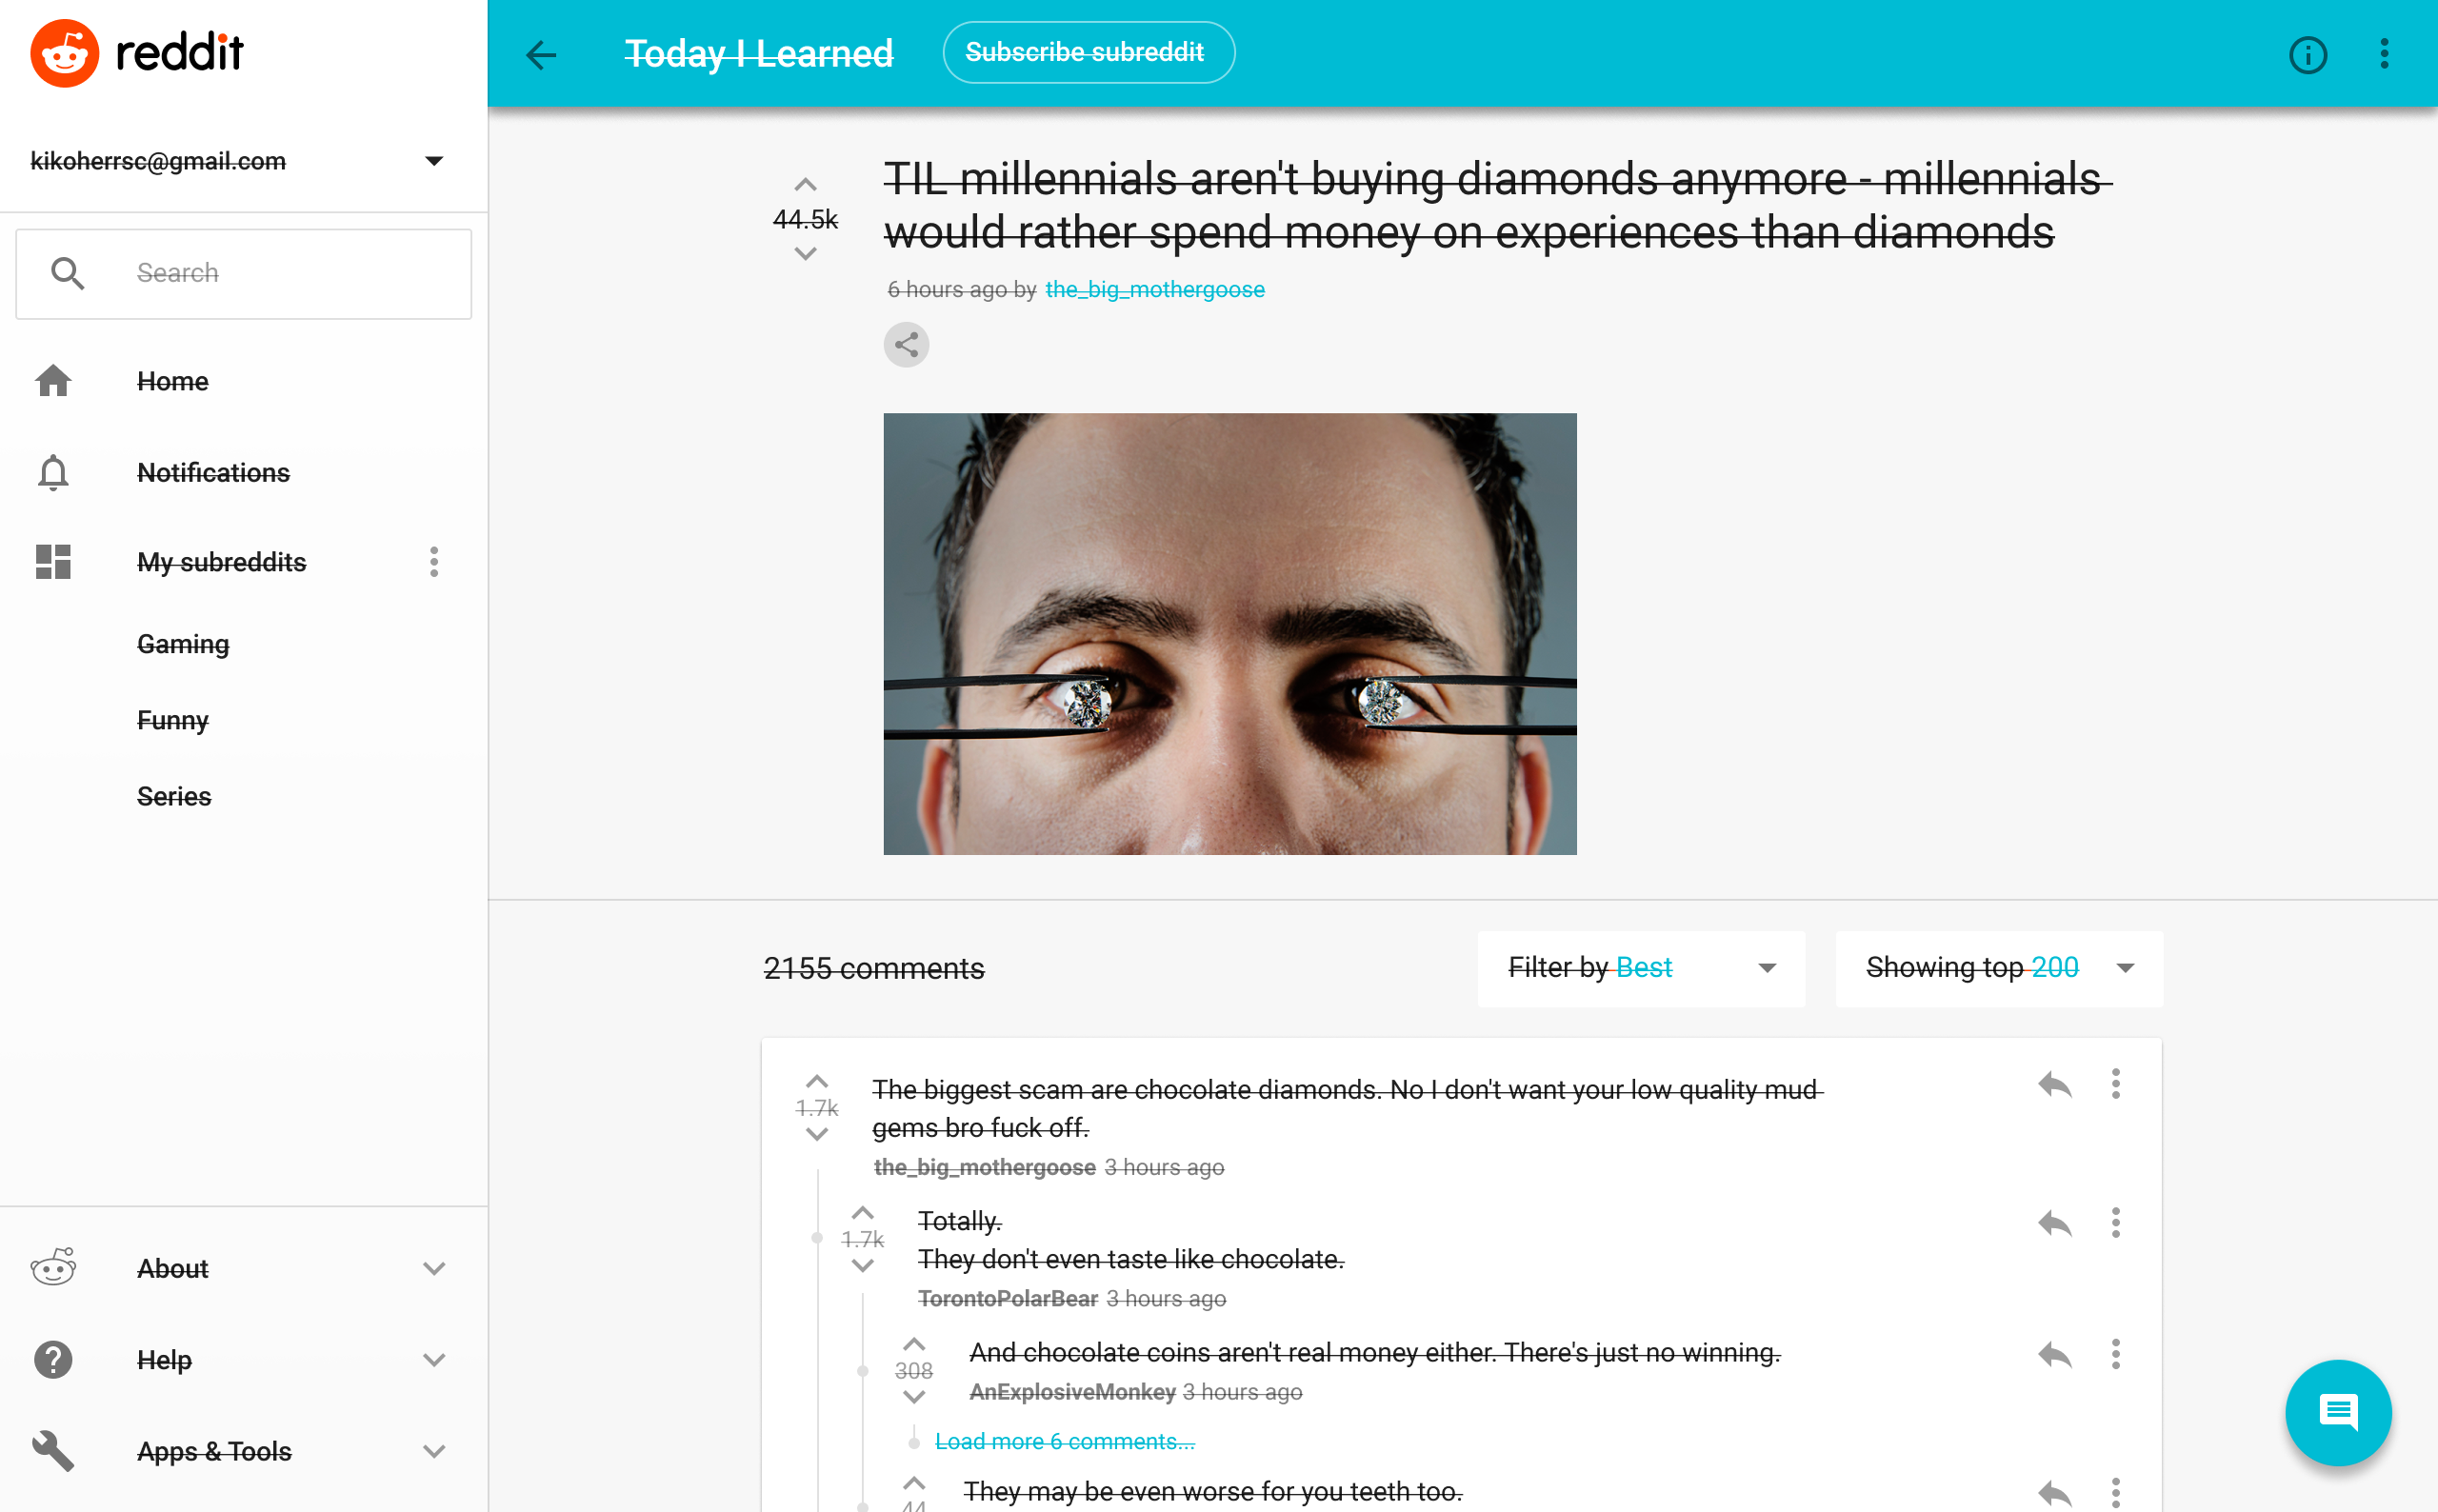 reddit
kikoherrsc@gmail.com
Search
Home
Notifications
My subreddits
Gaming
Funny
Series
About
Help
Apps & Tools
Today I Learned
Subscribe subreddit
44.5k
TIL millennials aren't buying diamonds anymore - millennials
would rather spend money on experiences than diamonds
6 hours ago by the_big_mothergoose
2155 comments
Filter by Best
Showing top 200
1.7k
The biggest scam are chocolate diamonds. No I don't want your low quality mud
gems bro fuck off.
the_big_mothergoose 3 hours ago
1.7k
Totally.
They don't even taste like chocolate.
TorontoPolarBear 3 hours ago
308
And chocolate coins aren't real money either. There's just no winning.
AnExplosiveMonkey 3 hours ago
Load more 6 comments...
44
They may be even worse for you teeth too.